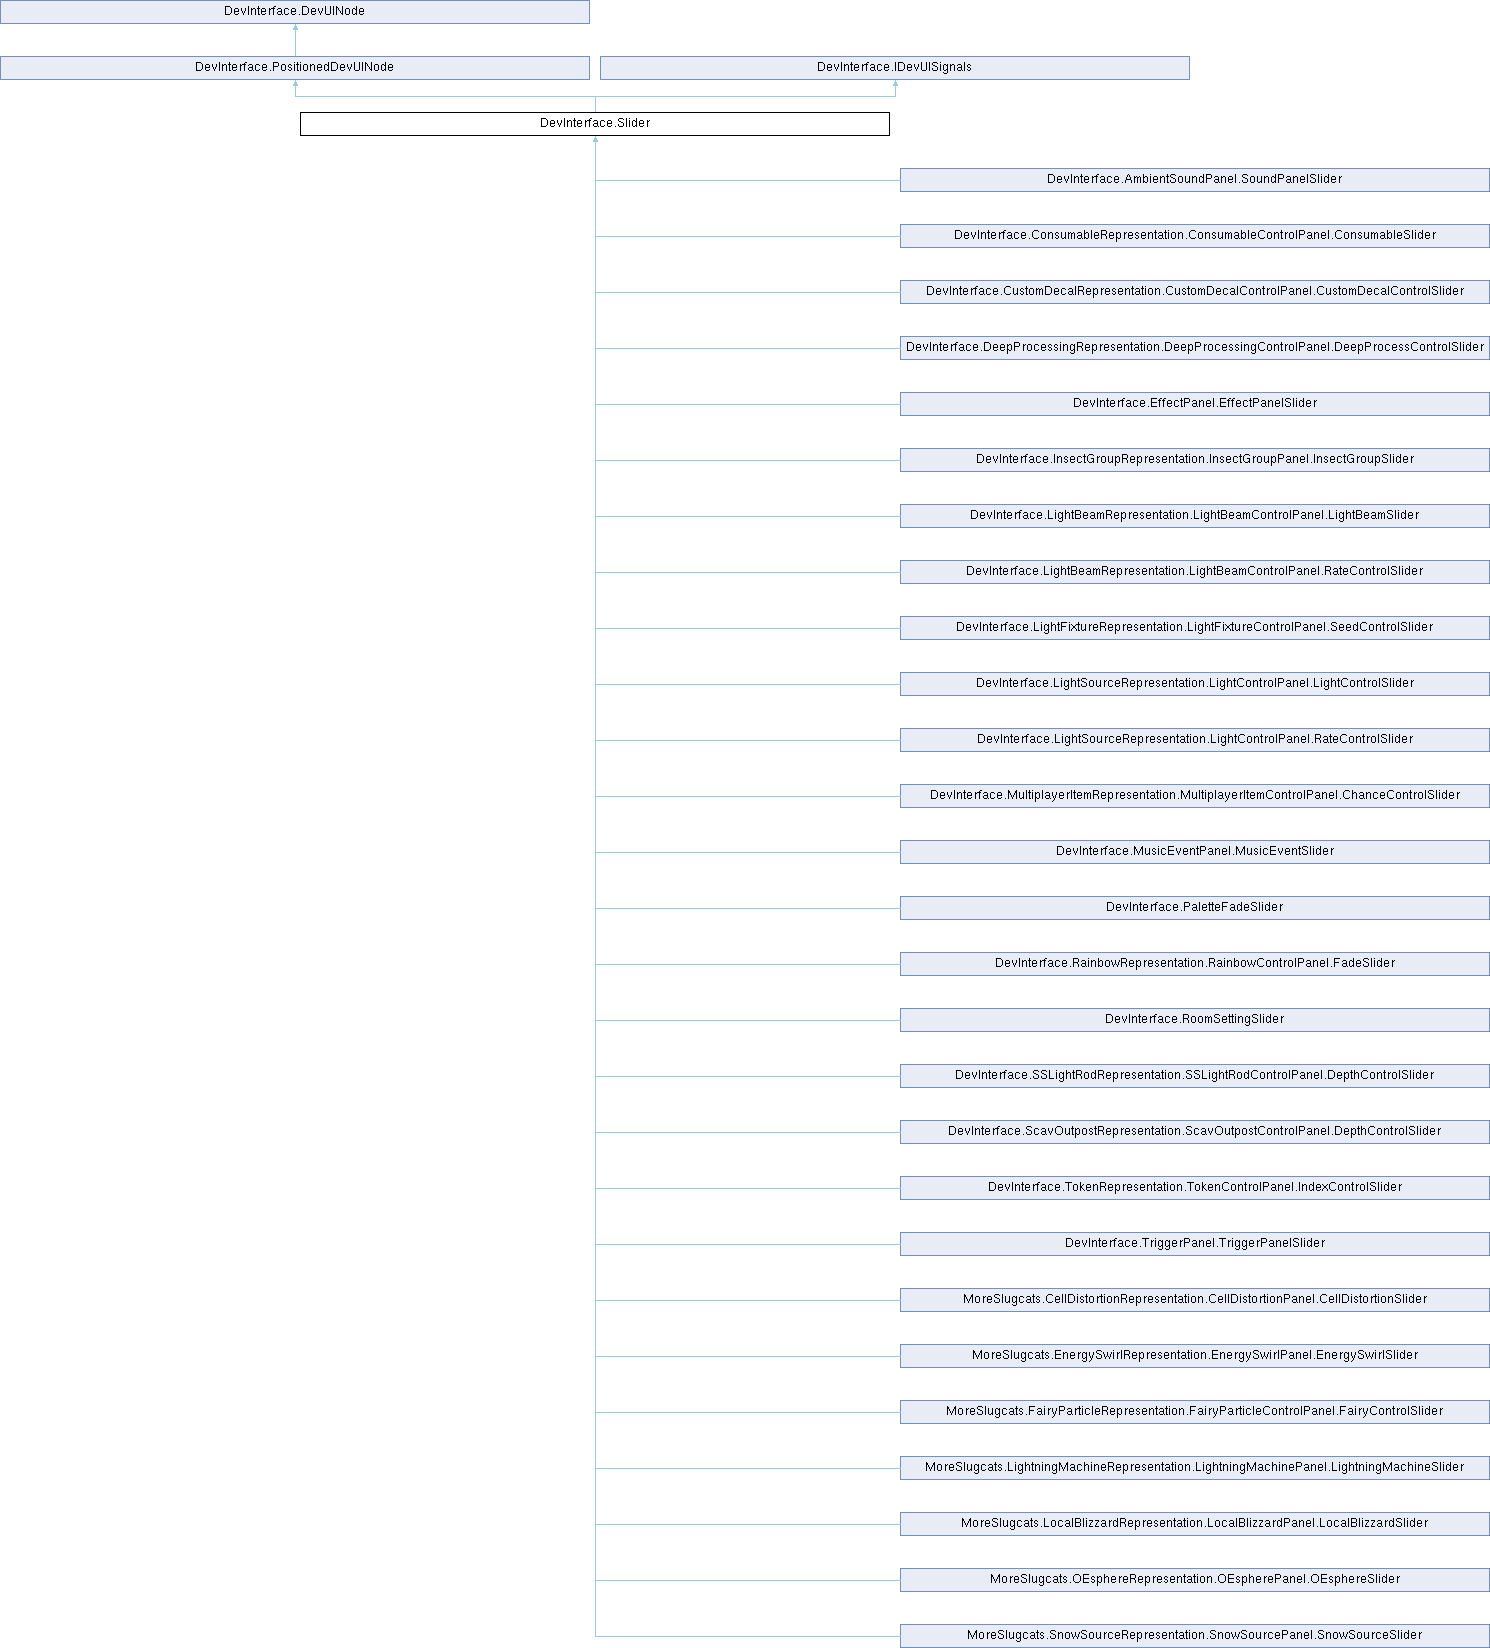 DevInterface.DevUINode
DevInterface.PositionedDevUINode
DevInterface.IDevUISignals
DevInterface.Slider
DevInterface.AmbientSoundPanel.SoundPanelSlider
DevInterface.ConsumableRepresentation.ConsumableControlPanel.ConsumableSlider
DevInterface.CustomDecalRepresentation.CustomDecalControlPanel.CustomDecalControlSlider
DevInterface.DeepProcessingRepresentation.DeepProcessingControlPanel.DeepProcessControlSlider
DevInterface.EffectPanel.EffectPanelSlider
DevInterface.InsectGroupRepresentation.InsectGroupPanel.InsectGroupSlider
DevInterface.LightBeamRepresentation.LightBeamControlPanel.LightBeamSlider
DevInterface.LightBeamRepresentation.LightBeamControlPanel.RateControlSlider
DevInterface.LightFixtureRepresentation.LightFixtureControlPanel.SeedControlSlider
DevInterface.LightSourceRepresentation.LightControlPanel.LightControlSlider
DevInterface.LightSourceRepresentation.LightControlPanel.RateControlSlider
DevInterface.MultiplayerItemRepresentation.MultiplayerItemControlPanel.ChanceControlSlider
DevInterface.MusicEventPanel.MusicEventSlider
DevInterface.PaletteFadeSlider
DevInterface.RainbowRepresentation.RainbowControlPanel.FadeSlider
DevInterface.RoomSettingSlider
DevInterface.SSLightRodRepresentation.SSLightRodControlPanel.DepthControlSlider
DevInterface.ScavOutpostRepresentation.ScavOutpostControlPanel.DepthControlSlider
DevInterface.TokenRepresentation.TokenControlPanel.IndexControlSlider
DevInterface.TriggerPanel.TriggerPanelSlider
MoreSlugcats.CellDistortionRepresentation.CellDistortionPanel.CellDistortionSlider
MoreSlugcats.EnergySwirlRepresentation.EnergySwirlPanel.EnergySwirlSlider
MoreSlugcats.FairyParticleRepresentation.FairyParticleControlPanel.FairyControlSlider
MoreSlugcats.LightningMachineRepresentation.LightningMachinePanel.LightningMachineSlider
MoreSlugcats.LocalBlizzardRepresentation.LocalBlizzardPanel.LocalBlizzardSlider
MoreSlugcats.OEsphereRepresentation.OEspherePanel.OEsphereSlider
MoreSlugcats.SnowSourceRepresentation.SnowSourcePanel.SnowSourceSlider